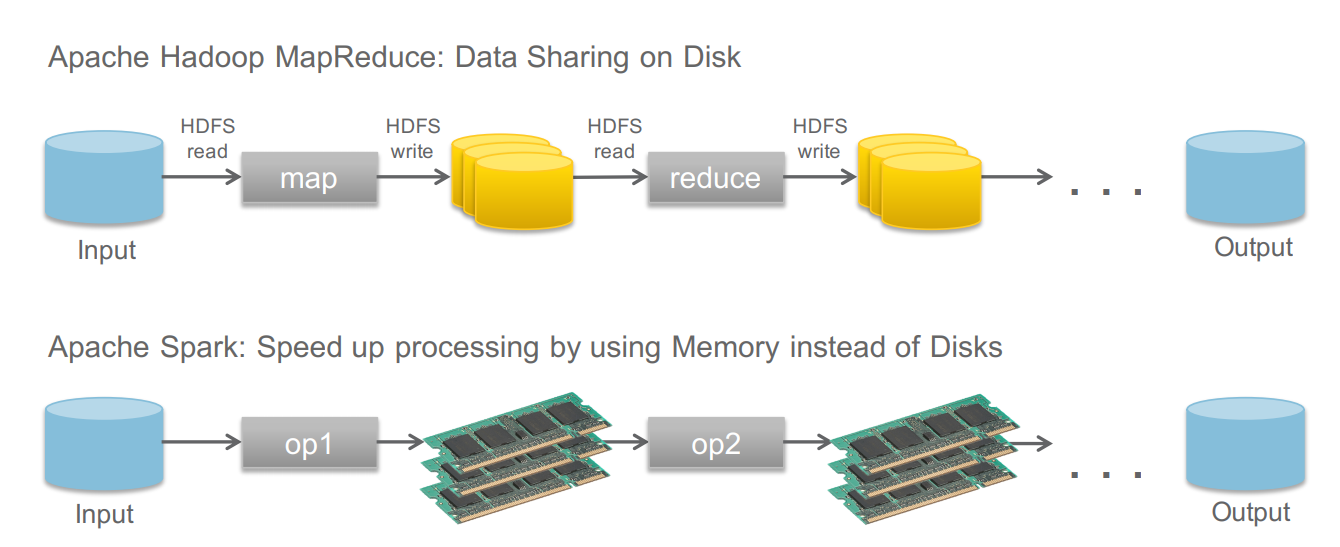 Apache Hadoop MapReduce: Data Sharing on Disk
HDFS
read
HDFS
write
HDFS
read
HDFS
write
map
reduce
. . .
Input
Output
Apache Spark: Speed up processing by using Memory instead of Disks
op1
op2
. . .
Input
Output